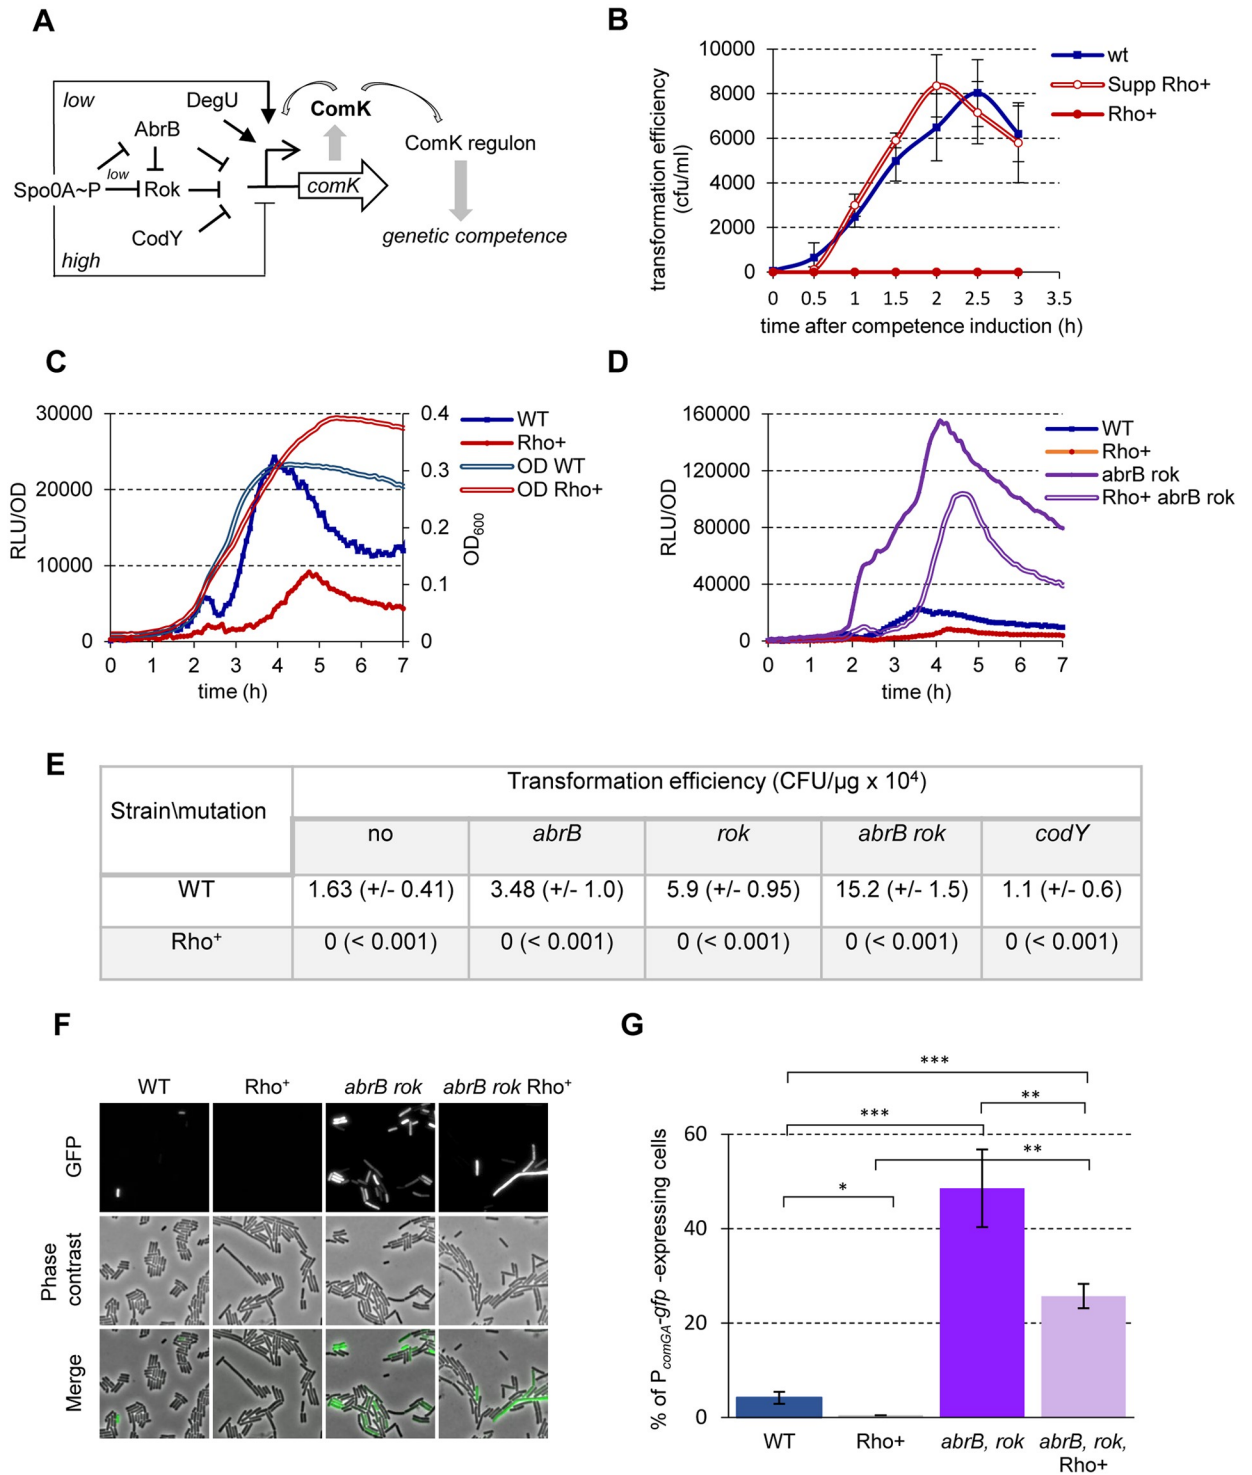 A
low
DegU
ComK
AbrB
ComK regulon
Spo0A~P
low
Rok
comK
CodY
genetic competence
high
B
transformation efficiency
(cfu/ml)
10000
8000
6000
4000
2000
0
0 0.5 1 1.5 2 2.5 3 3.5
time after competence induction (h)
wt
Supp Rho+
Rho+
C
RLU/OD
30000
20000
10000
0
0.4
0.3
0.2
0.1
0
OD600
0 1 2 3 4 5 6 7
time (h)
WT
Rho+
OD WT
OD Rho+
D
RLU/OD
160000
120000
80000
40000
0
0 1 2 3 4 5 6 7
time (h)
WT
Rho+
abrB rok
Rho+ abrB rok
E
Strain\mutation
Transformation efficiency (CFU/µg x 10⁴)
no abrB rok abrB rok codY
WT 1.63 (+/- 0.41) 3.48 (+/- 1.0) 5.9 (+/- 0.95) 15.2 (+/- 1.5) 1.1 (+/- 0.6)
Rho⁺ 0 (< 0.001) 0 (< 0.001) 0 (< 0.001) 0 (< 0.001) 0 (< 0.001)
F
WT Rho⁺ abrB rok abrB rok Rho⁺
GFP
Phase
contrast
Merge
G
% of PcomGA-gfp -expressing cells
60
40
20
0
***
**
***
**
*
WT Rho+ abrB, rok abrB, rok,
Rho+